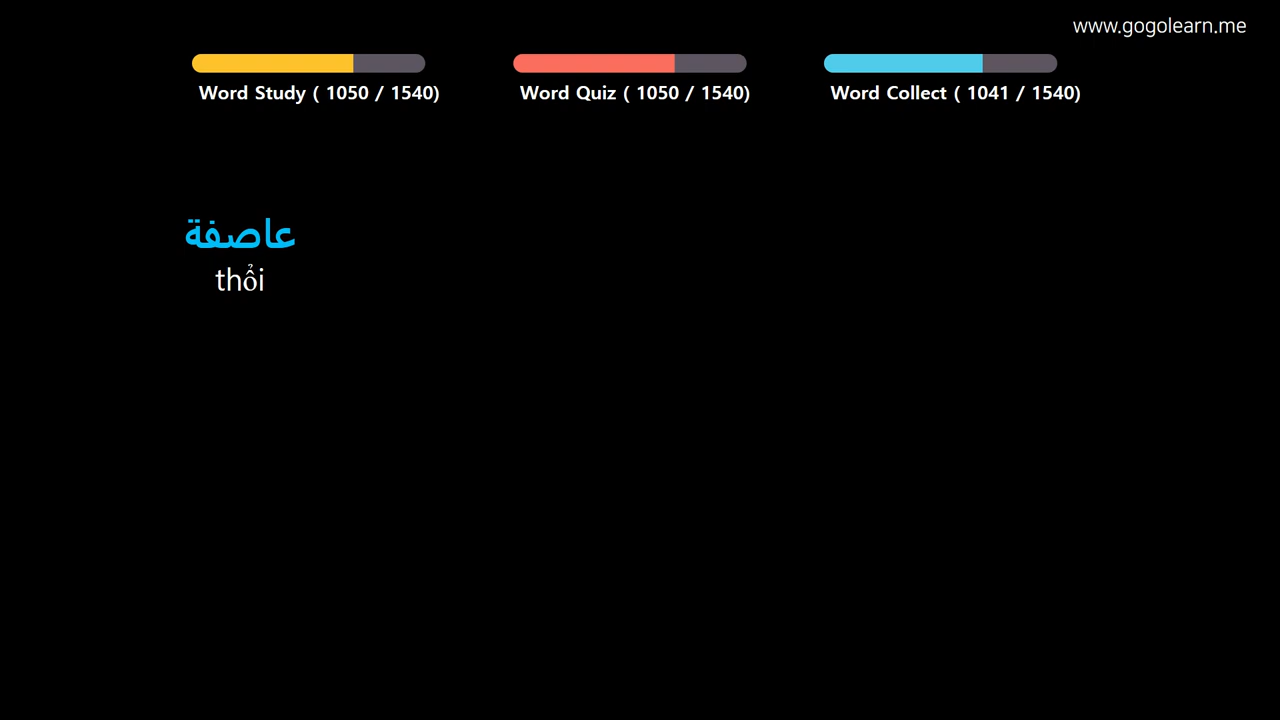 www.gogolearn.me
Word Study ( 1050 / 1540)
Word Quiz ( 1050 / 1540)
Word Collect ( 1041 / 1540)
عاصفة
thổi